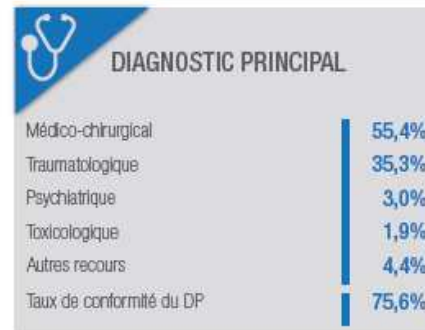 DIAGNOSTIC PRINCIPAL
Médico-chirurgical 55,4%
Traumatologique 35,3%
Psychiatrique 3,0%
Toxicologique 1,9%
Autres recours 4,4%
Taux de conformité du DP 75,6%